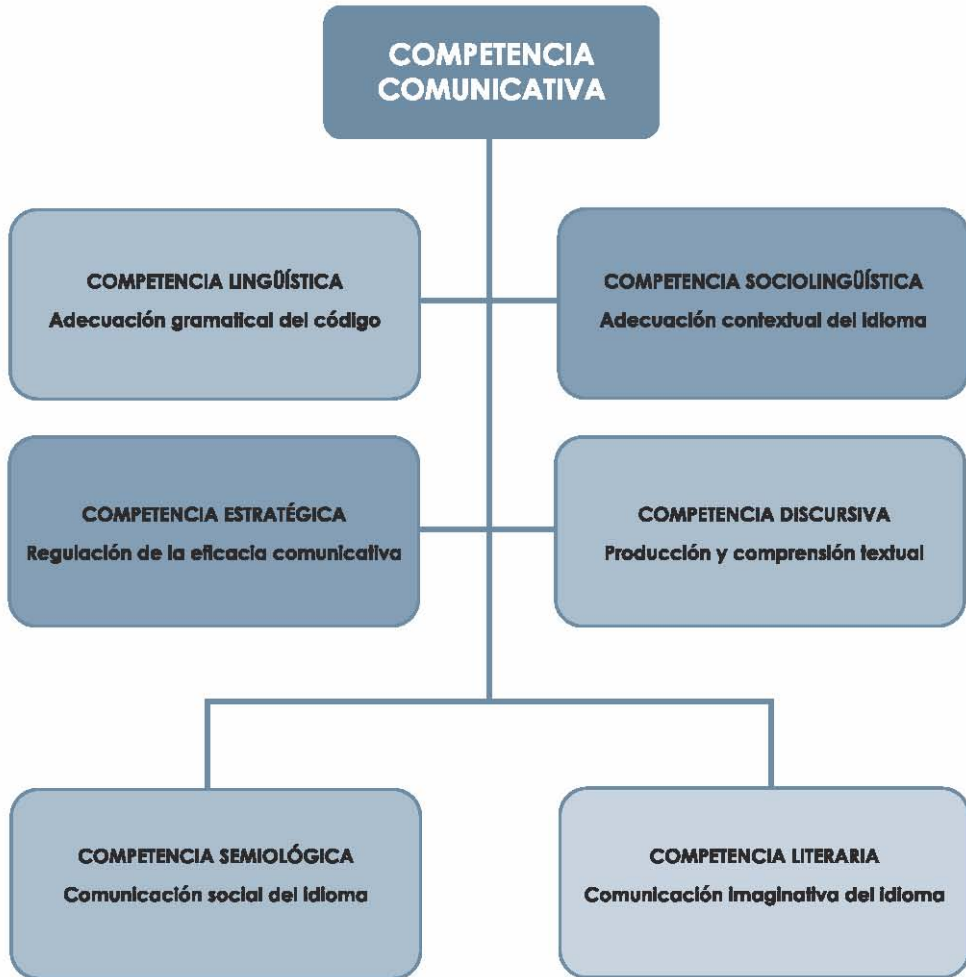 COMPETENCIA
COMUNICATIVA
COMPETENCIA LINGÜÍSTICA
Adecuación gramatical del código
COMPETENCIA SOCIOLINGÜÍSTICA
Adecuación contextual del idioma
COMPETENCIA ESTRATÉGICA
Regulación de la eficacia comunicativa
COMPETENCIA DISCURSIVA
Producción y comprensión textual
COMPETENCIA SEMIOLÓGICA
Comunicación social del idioma
COMPETENCIA LITERARIA
Comunicación imaginativa del idioma